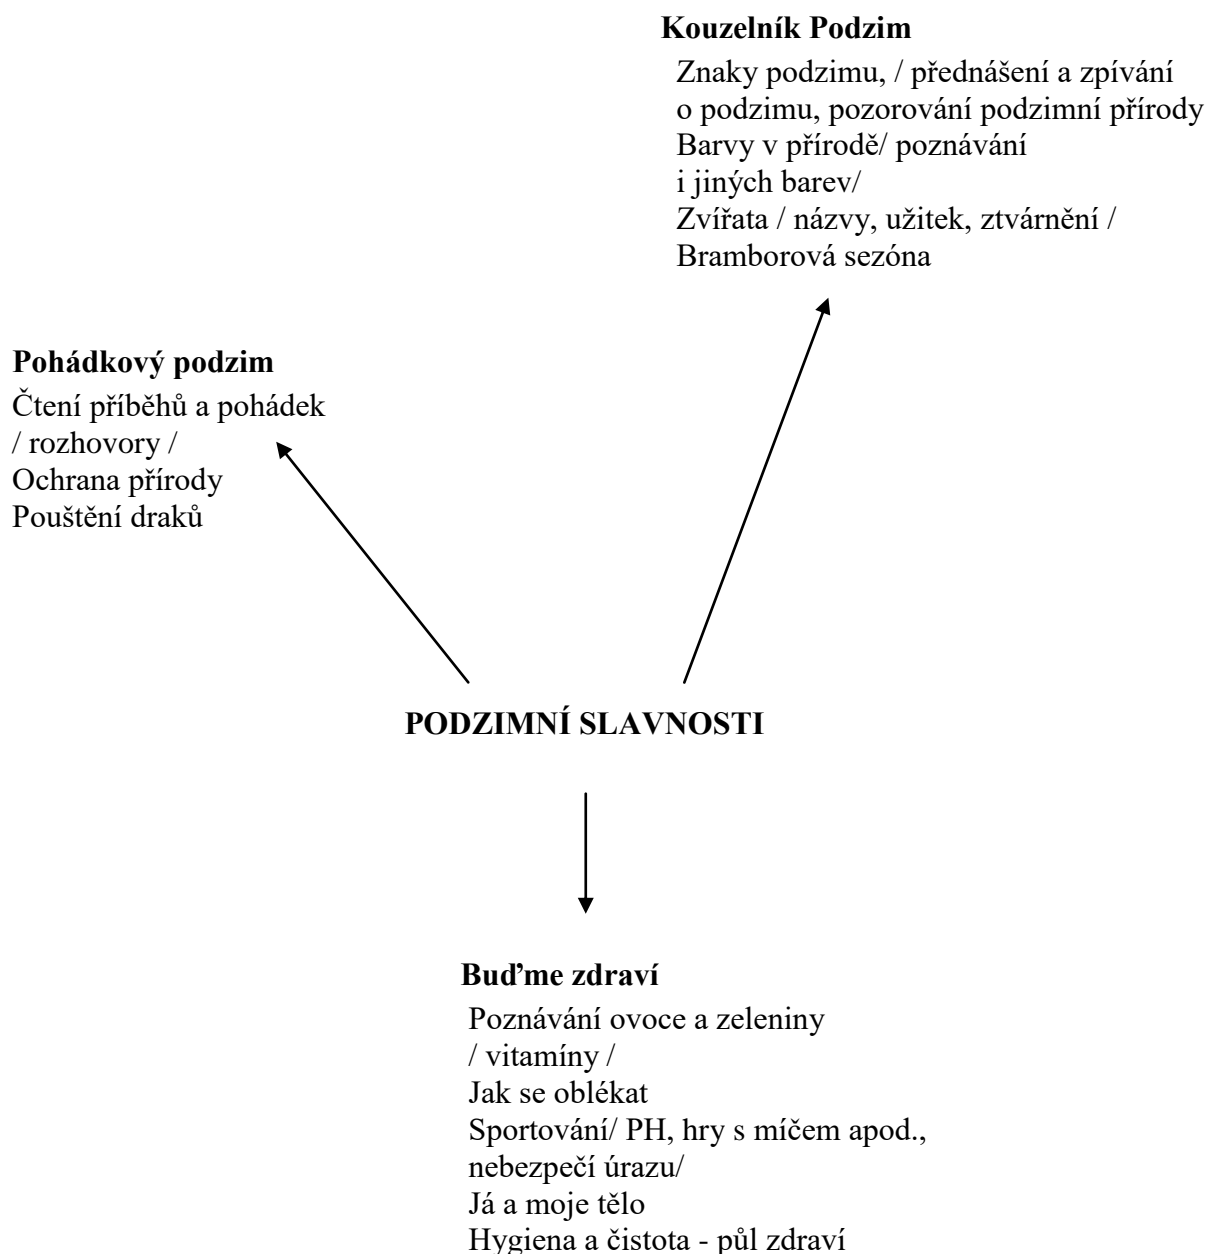 Kouzelník Podzim
Znaky podzimu, / přednášení a zpívání
o podzimu, pozorování podzimní přírody
Barvy v přírodě/ poznávání
i jiných barev/
Zvířata / názvy, užitek, ztvárnění /
Bramborová sezóna
Pohádkový podzim
Čtení příběhů a pohádek
/ rozhovory /
Ochrana přírody
Pouštění draků
PODZIMNÍ SLAVNOSTI
Buďme zdraví
Poznávání ovoce a zeleniny
/ vitamíny /
Jak se oblékat
Sportování/ PH, hry s míčem apod.,
nebezpečí úrazu/
Já a moje tělo
Hygiena a čistota - půl zdraví